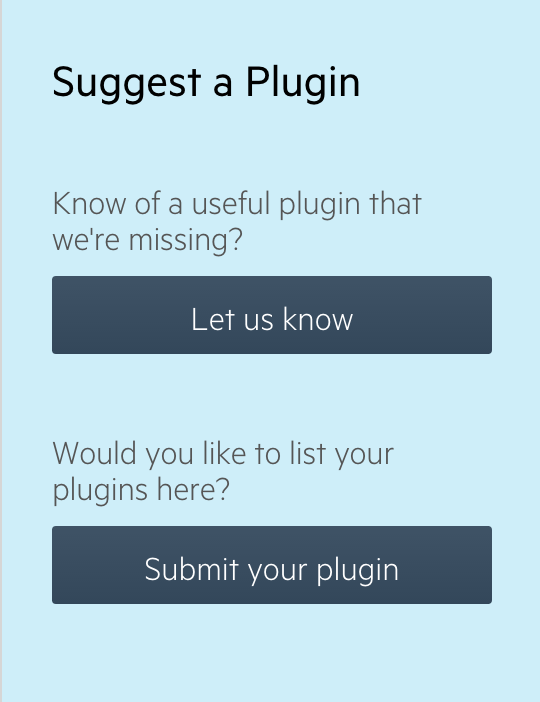 Suggest a Plugin
Know of a useful plugin that
we're missing?
Let us know
Would you like to list your
plugins here?
Submit your plugin